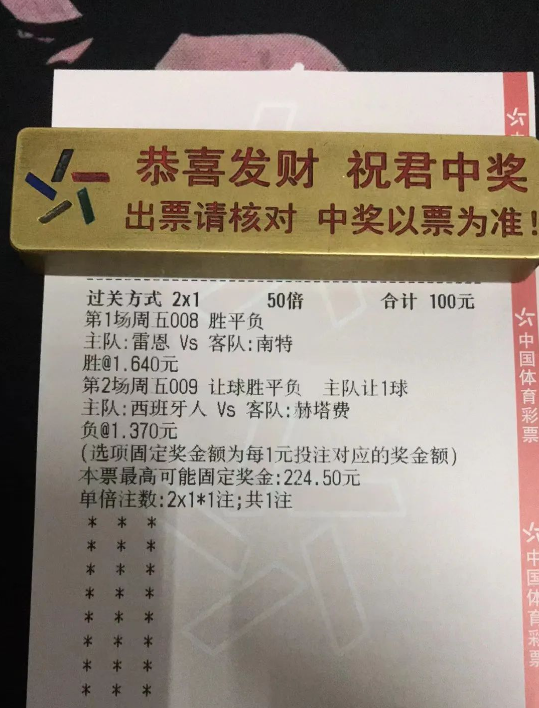 恭喜发财 祝君中奖
出票请核对 中奖以票为准!
过关方式 2x1 50倍 合计 100元
第1场周五008 胜平负
主队:雷恩 Vs 客队:南特
胜@1.640元
第2场周五009 让球胜平负 主队让1球
主队:西班牙人 Vs 客队:赫塔费
负@1.370元
(选项固定奖金额为每1元投注对应的奖金额)
本票最高可能固定奖金:224.50元
单倍注数:2x1*1注;共1注
* * *
* * *
* * *
* * *
* * *
* * *
* * *
* * *
中国体育彩票
中国体育彩票